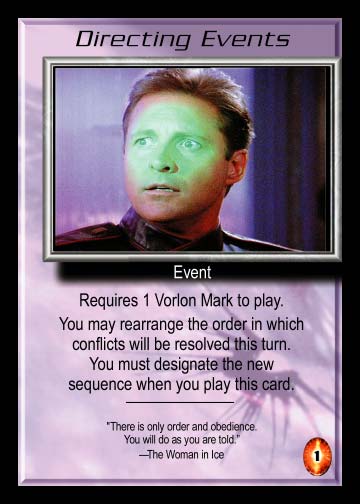 Directing Events
Event
Requires 1 Vorlon Mark to play.
You may rearrange the order in which
conflicts will be resolved this turn.
You must designate the new
sequence when you play this card.
"There is only order and obedience.
You will do as you are told."
—The Woman in Ice
1